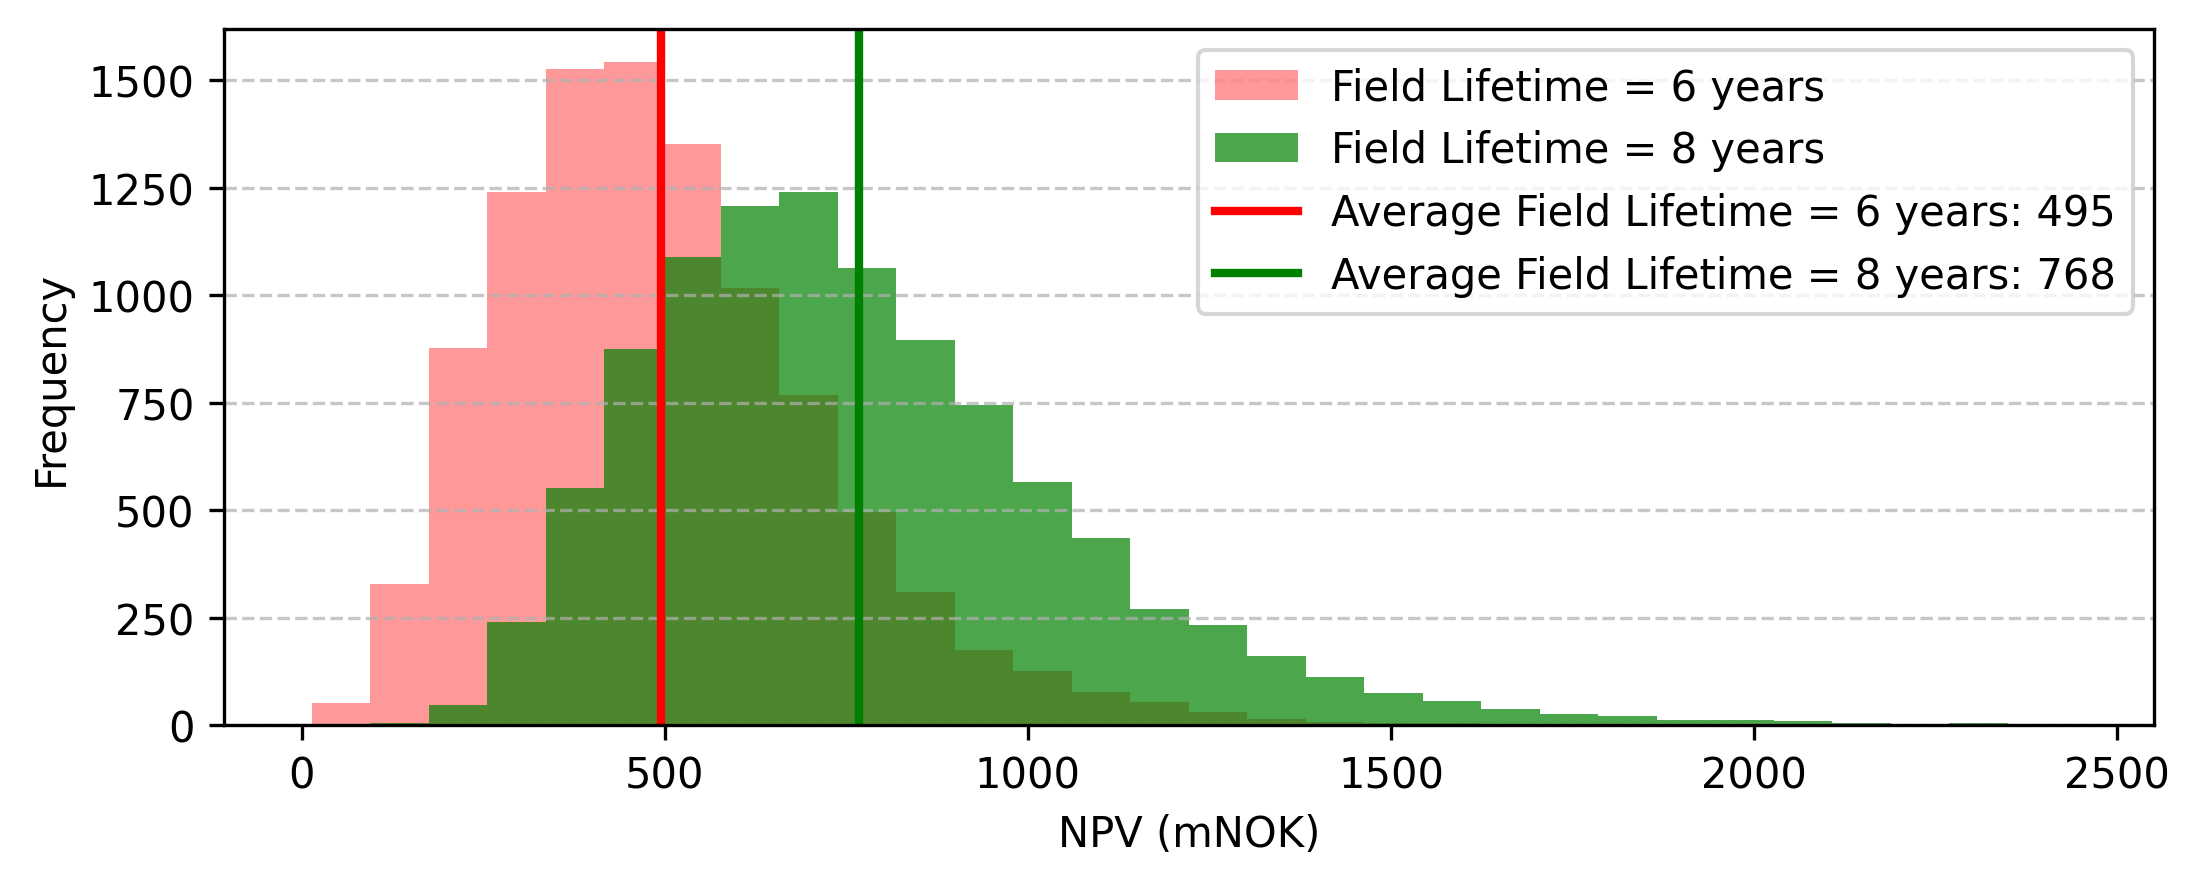 1500
1250
1000
750
500
250
0
Frequency
Field Lifetime = 6 years
Field Lifetime = 8 years
Average Field Lifetime = 6 years: 495
Average Field Lifetime = 8 years: 768
0 500 1000 1500 2000 2500
NPV (mNOK)